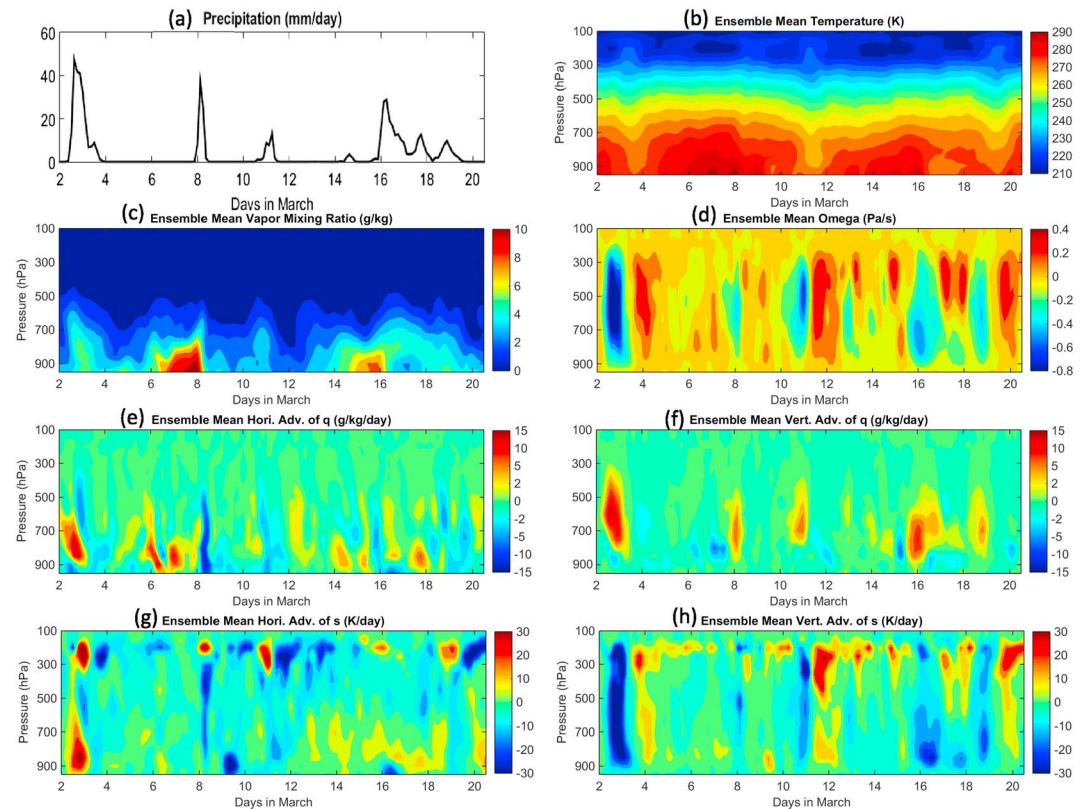 (a)
Precipitation (mm/day)
60
40
20
0
2 4 6 8 10 12 14 16 18 20
Days in March
(b)
Ensemble Mean Temperature (K)
Pressure (hPa)
100
300
500
700
900
2 4 6 8 10 12 14 16 18 20
Days in March
290
280
270
260
250
240
230
220
210
(c)
Ensemble Mean Vapor Mixing Ratio (g/kg)
Pressure (hPa)
100
300
500
700
900
2 4 6 8 10 12 14 16 18 20
Days in March
10
8
6
4
2
0
(d)
Ensemble Mean Omega (Pa/s)
Pressure (hPa)
100
300
500
700
900
2 4 6 8 10 12 14 16 18 20
Days in March
0.4
0.2
0
-0.2
-0.4
-0.6
-0.8
(e)
Ensemble Mean Hori. Adv. of q (g/kg/day)
Pressure (hPa)
100
300
500
700
900
2 4 6 8 10 12 14 16 18 20
Days in March
15
10
5
0
-5
-10
-15
(f)
Ensemble Mean Vert. Adv. of q (g/kg/day)
Pressure (hPa)
100
300
500
700
900
2 4 6 8 10 12 14 16 18 20
Days in March
15
10
5
0
-5
-10
-15
(g)
Ensemble Mean Hori. Adv. of s (K/day)
Pressure (hPa)
100
300
500
700
900
2 4 6 8 10 12 14 16 18 20
Days in March
30
20
10
0
-10
-20
-30
(h)
Ensemble Mean Vert. Adv. of s (K/day)
Pressure (hPa)
100
300
500
700
900
2 4 6 8 10 12 14 16 18 20
Days in March
30
20
10
0
-10
-20
-30